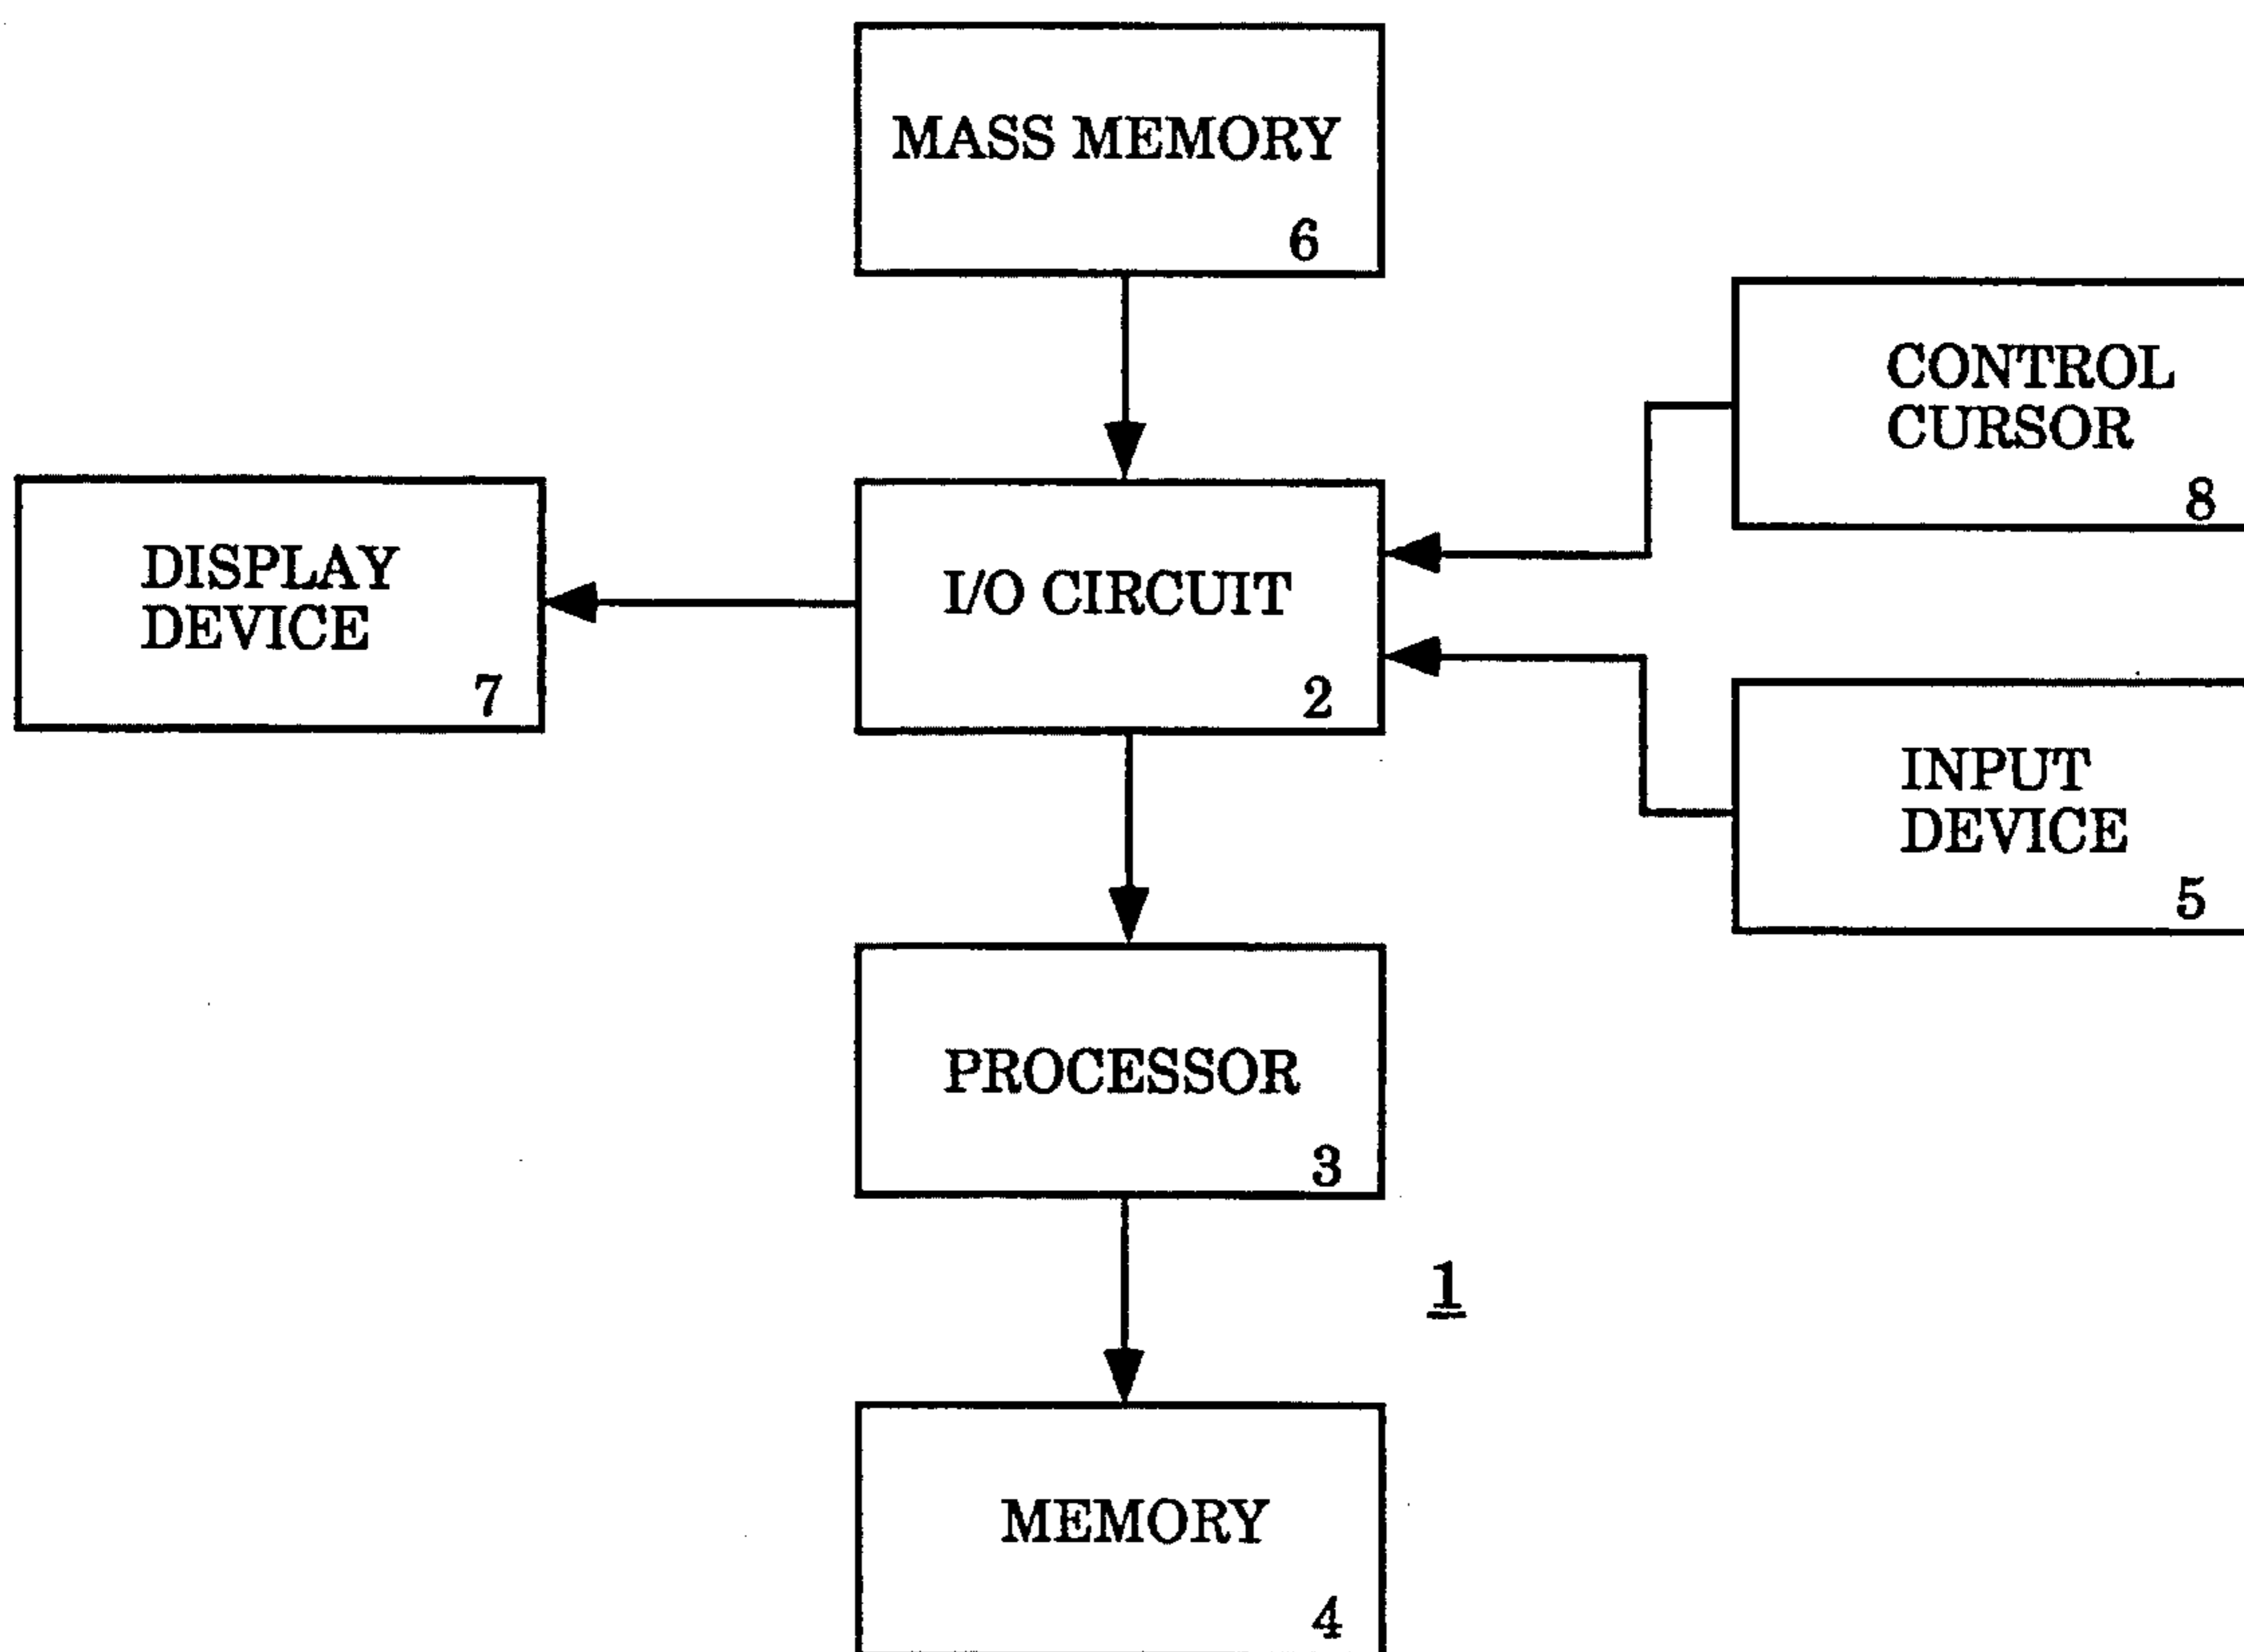 MASS MEMORY
6
CONTROL
CURSOR
8
DISPLAY
DEVICE
7
I/O CIRCUIT
2
INPUT
DEVICE
5
PROCESSOR
3
1
MEMORY
4